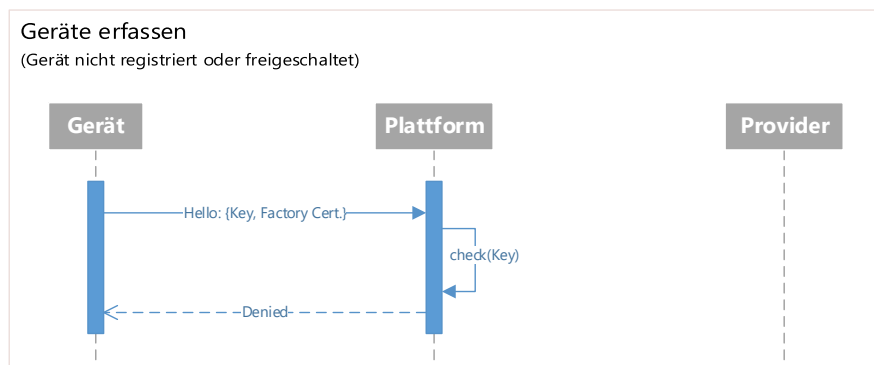 Geräte erfassen
(Gerät nicht registriert oder freigeschaltet)
Gerät
Plattform
Provider
Hello: {Key, Factory Cert.}
check(Key)
Denied